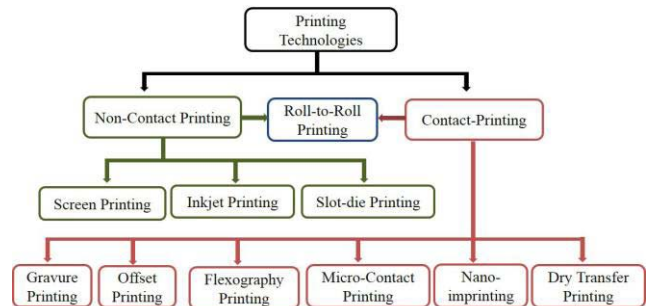 Printing
Technologies
Non-Contact Printing
Roll-to-Roll
Printing
Contact-Printing
Screen Printing
Inkjet Printing
Slot-die Printing
Gravure
Printing
Offset
Printing
Flexography
Printing
Micro-Contact
Printing
Nano-
imprinting
Dry Transfer
Printing